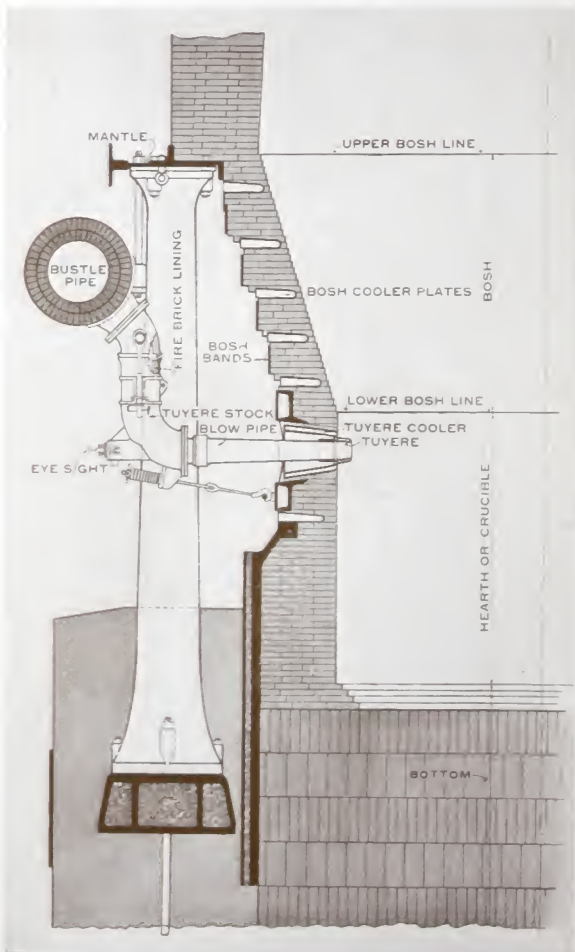 MANTLE
UPPER BOSH LINE
BUSTLE
PIPE
FIRE BRICK LINING
BOSH COOLER PLATES
BOSH
BOSH
BANDS
LOWER BOSH LINE
TUYERE STOCK
BLOW PIPE
TUYERE COOLER
TUYERE
EYE SIGHT
HEARTH OR CRUCIBLE
BOTTOM